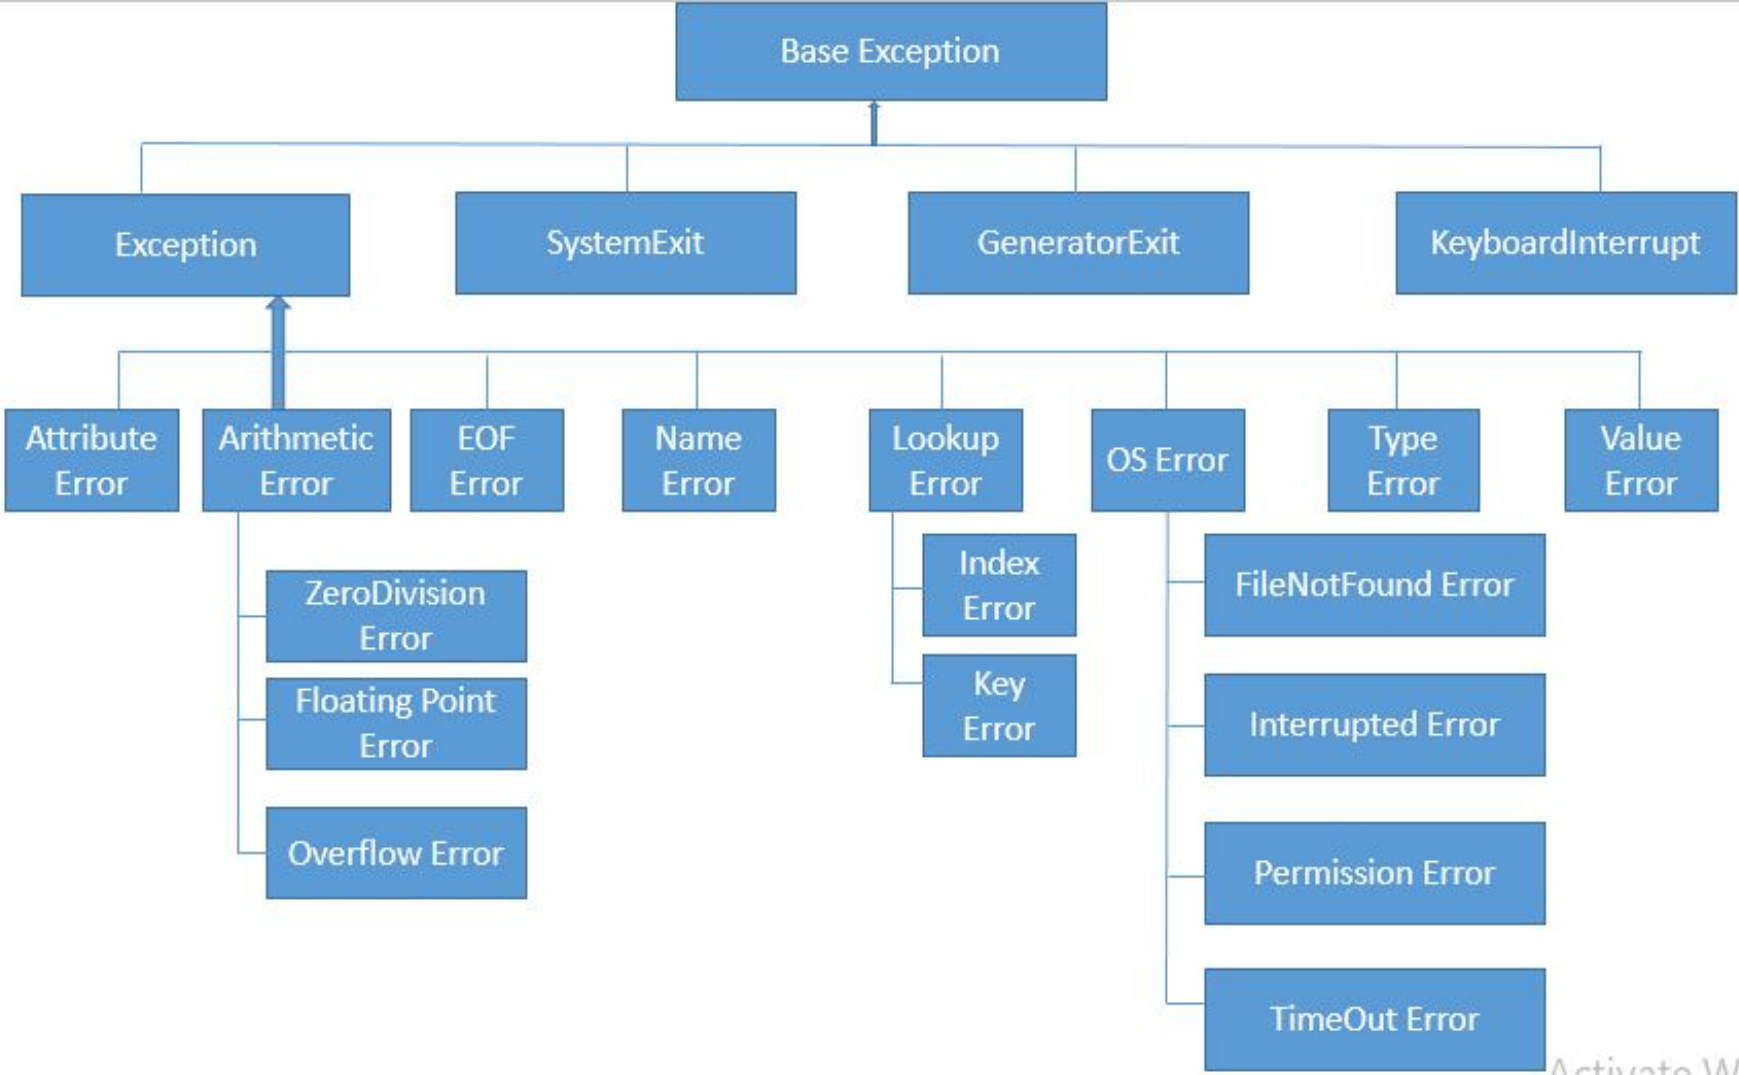 Base Exception
Exception
SystemExit
GeneratorExit
KeyboardInterrupt
Attribute
Error
Arithmetic
Error
EOF
Error
Name
Error
Lookup
Error
OS Error
Type
Error
Value
Error
ZeroDivision
Error
Floating Point
Error
Overflow Error
Index
Error
Key
Error
FileNotFound Error
Interrupted Error
Permission Error
TimeOut Error
Activate W